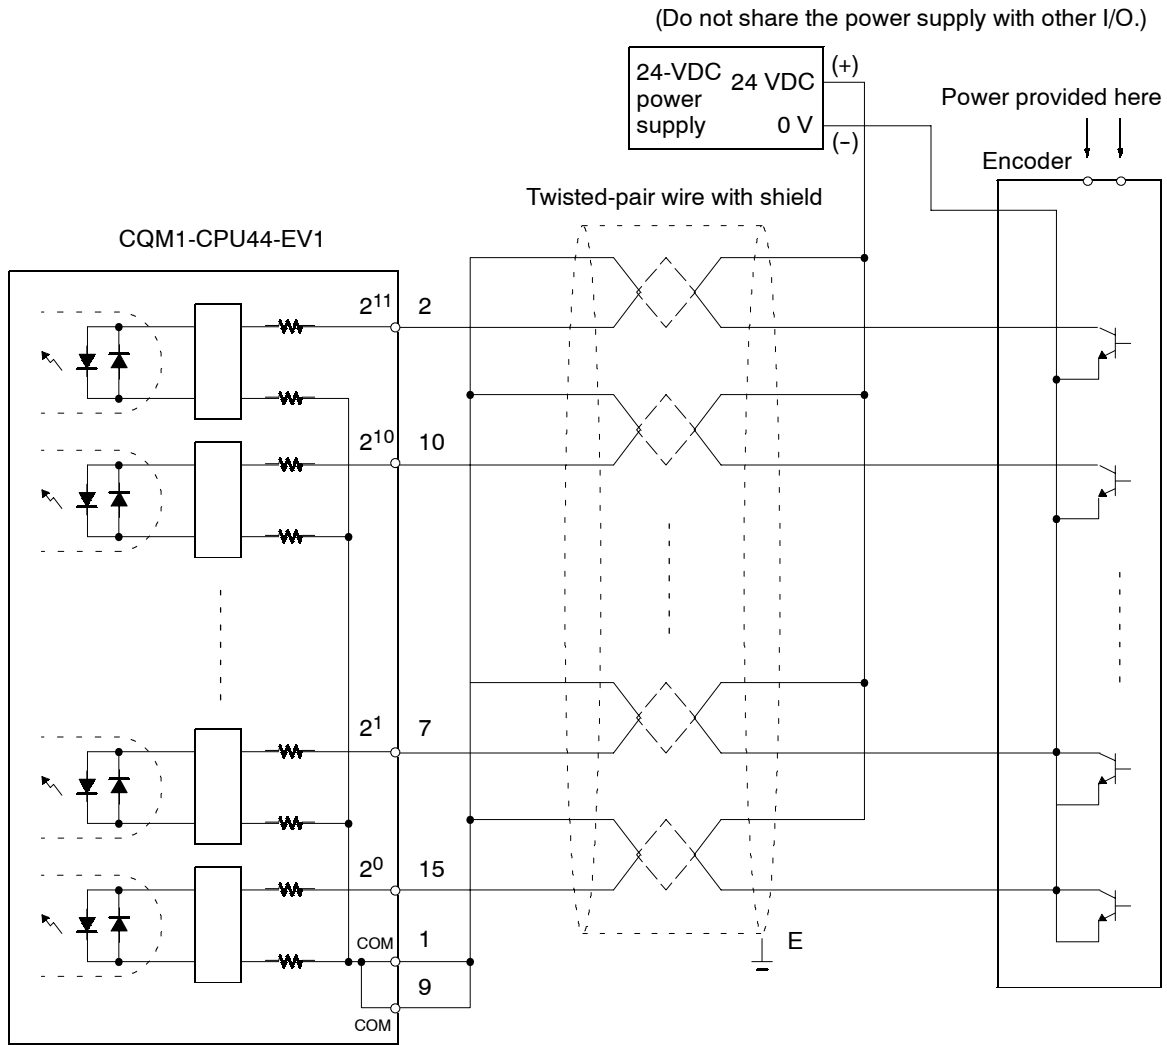 (Do not share the power supply with other I/O.)
24-VDC power supply
24 VDC
0 V
(+)
(–)
Power provided here
Encoder
Twisted-pair wire with shield
CQM1-CPU44-EV1
2¹¹ 2
2¹⁰ 10
2¹ 7
2⁰ 15
COM 1
9
COM
E